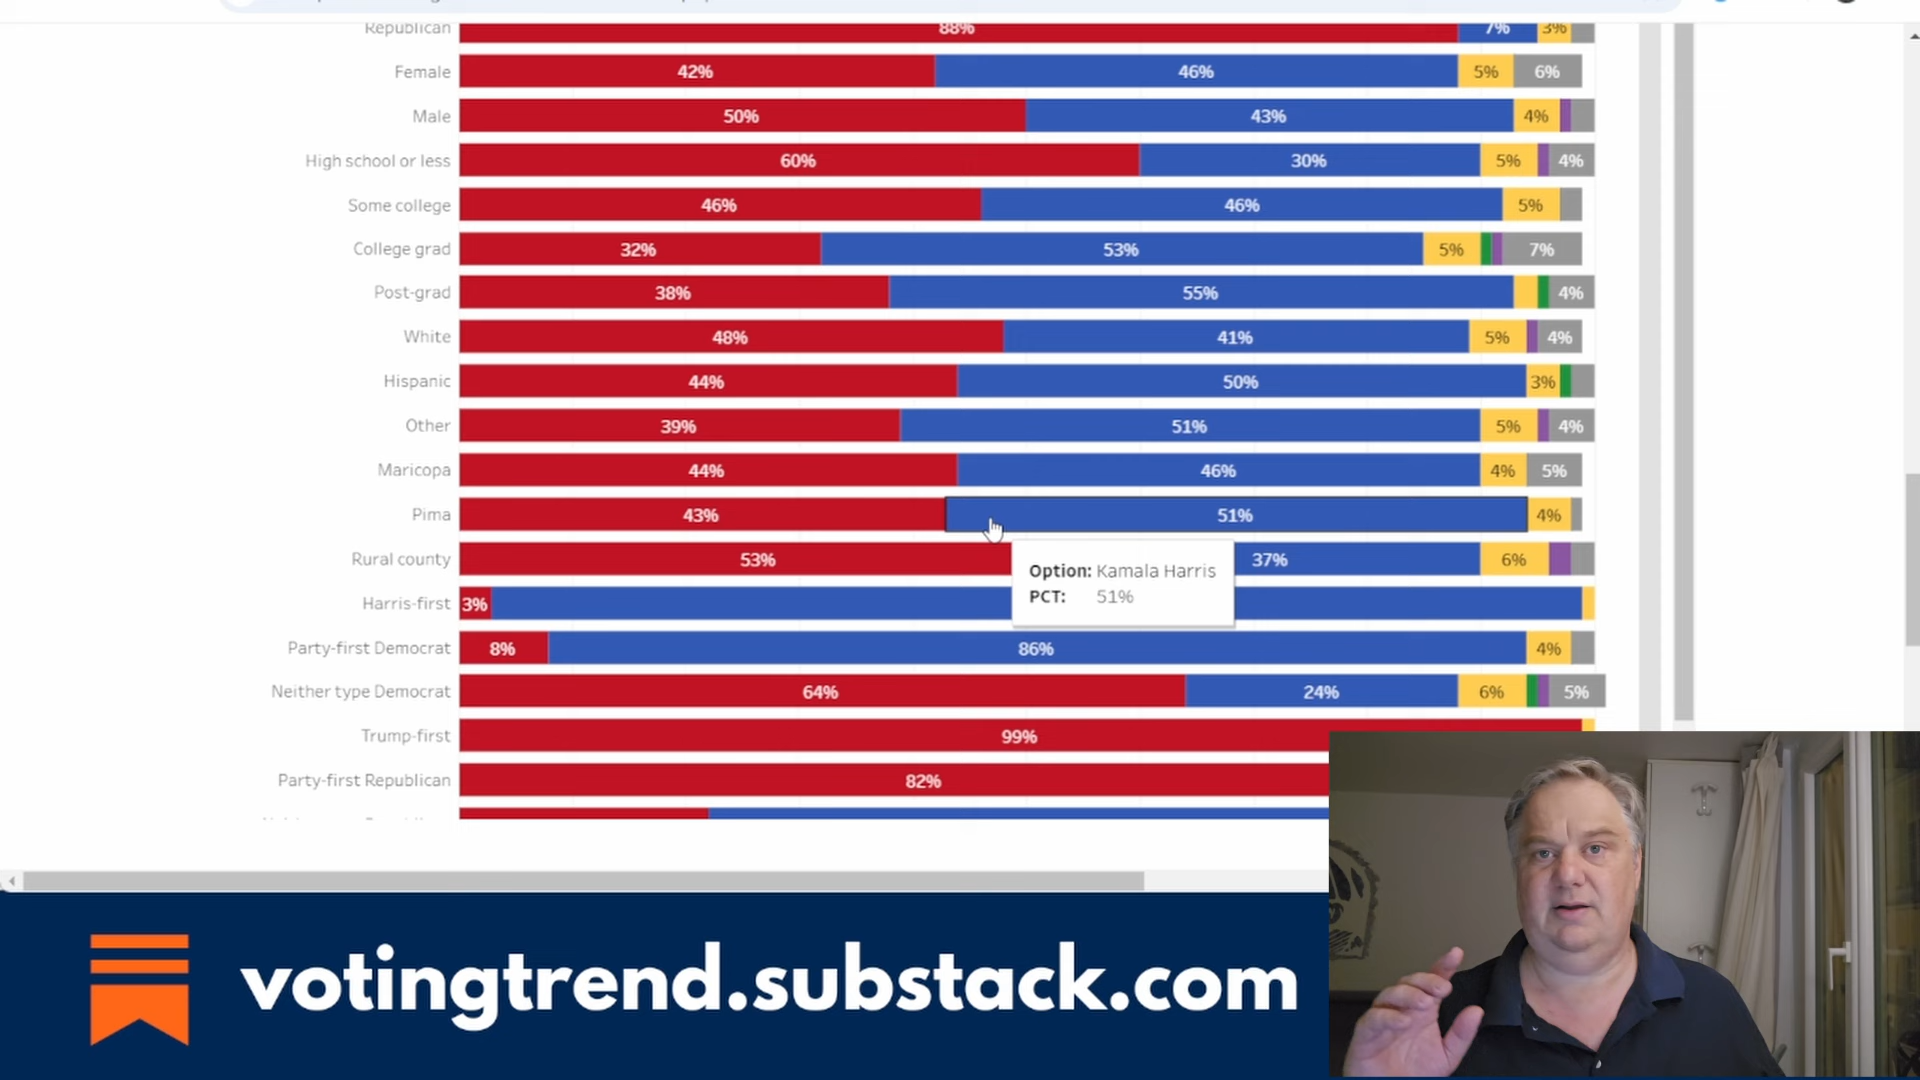 Republican 88% 7% 3%
Female 42% 46% 5% 6%
Male 50% 43% 4%
High school or less 60% 30% 5% 4%
Some college 46% 46% 5%
College grad 32% 53% 5% 7%
Post-grad 38% 55% 4%
White 48% 41% 5% 4%
Hispanic 44% 50% 3%
Other 39% 51% 5% 4%
Maricopa 44% 46% 4% 5%
Pima 43% 51% 4%
Rural county 53% 37% 6%
Option: Kamala Harris
PCT: 51%
Harris-first 3%
Party-first Democrat 8% 86% 4%
Neither type Democrat 64% 24% 6% 5%
Trump-first 99%
Party-first Republican 82%
votingtrend.substack.com